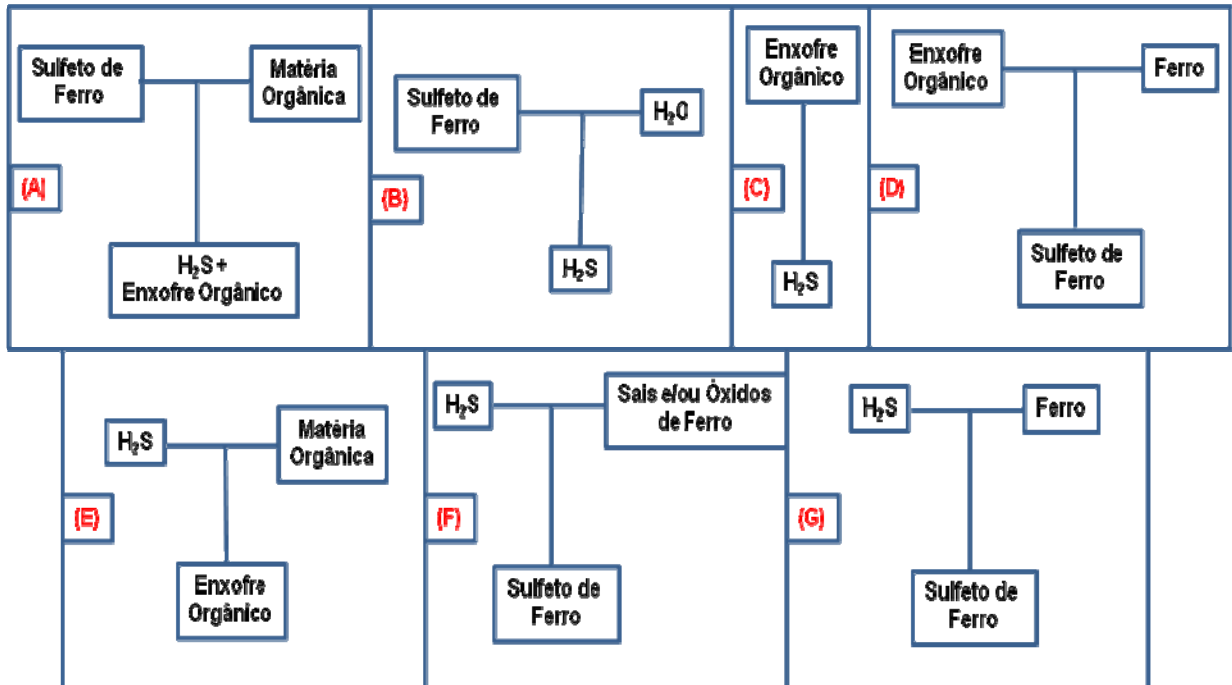 Sulfeto de
Ferro
Matéria
Orgânica
(A)
H₂S +
Enxofre Orgânico
Sulfeto de
Ferro
H₂O
(B)
H₂S
Enxofre
Orgânico
(C)
H₂S
Enxofre
Orgânico
Ferro
(D)
Sulfeto de
Ferro
H₂S
Matéria
Orgânica
(E)
Enxofre
Orgânico
H₂S
Sais e/ou Óxidos
de Ferro
(F)
Sulfeto de
Ferro
H₂S
Ferro
(G)
Sulfeto de
Ferro